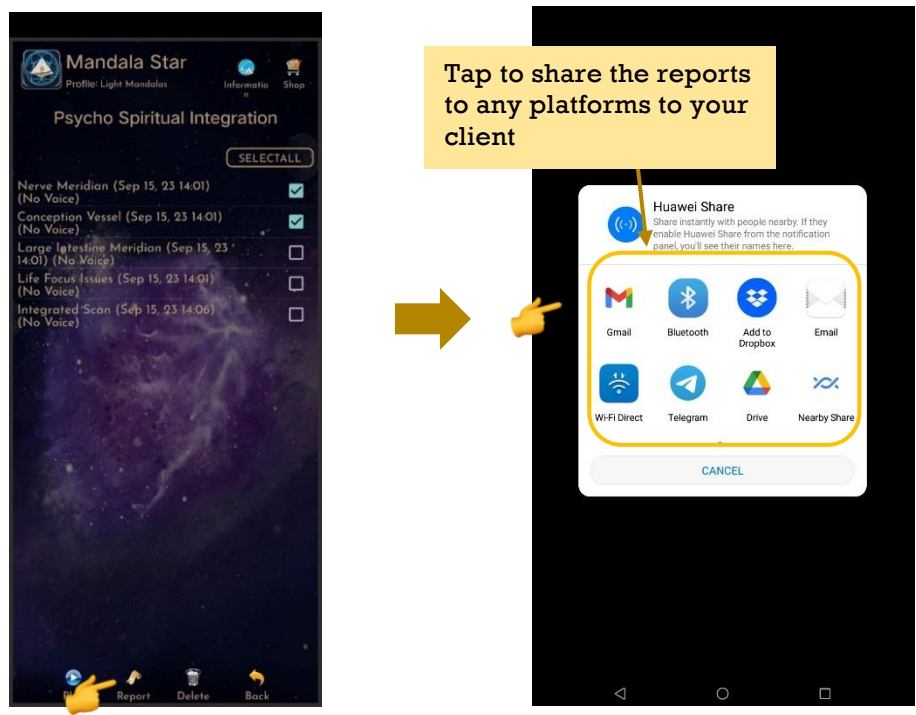 Mandala Star
Profile: Light Mandalas
Informatio
n
Shop
Psycho Spiritual Integration
SELECTALL
Nerve Meridian (Sep 15, 23 14:01)
(No Voice)
Conception Vessel (Sep 15, 23 14:01)
(No Voice)
Large Intestine Meridian (Sep 15, 23
14:01) (No Voice)
Life Focus Issues (Sep 15, 23 14:01)
(No Voice)
Integrated Scan (Sep 15, 23 14:06)
(No Voice)
Report
Delete
Back
Tap to share the reports
to any platforms to your
client
Huawei Share
Share instantly with people nearby. If they
enable Huawei Share from the notification
panel, you'll see their names here.
Gmail
Bluetooth
Add to
Dropbox
Email
Wi-Fi Direct
Telegram
Drive
Nearby Share
CANCEL